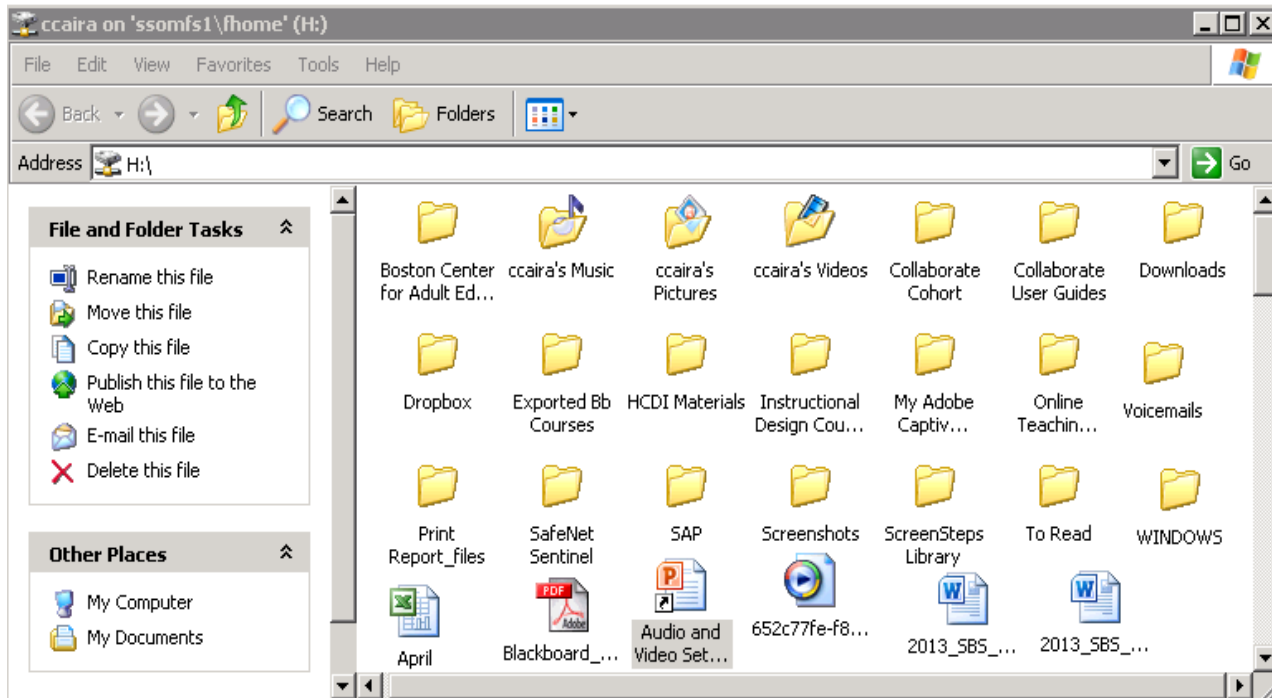 ccaira on 'ssomfs1\fhome' (H:)
File Edit View Favorites Tools Help
Back Search Folders
Address H:\ Go
File and Folder Tasks
Rename this file
Move this file
Copy this file
Publish this file to the
Web
E-mail this file
Delete this file
Other Places
My Computer
My Documents
Boston Center
for Adult Ed...
ccaira's Music
ccaira's
Pictures
ccaira's Videos
Collaborate
Cohort
Collaborate
User Guides
Downloads
Dropbox
Exported Bb
Courses
HCDI Materials
Instructional
Design Cou...
My Adobe
Captiv...
Online
Teachin...
Voicemails
Print
Report_files
SafeNet
Sentinel
SAP
Screenshots
ScreenSteps
Library
To Read
WINDOWS
April
PDF
Adobe
Blackboard_...
P
Audio and
Video Set...
652c77fe-f8...
W
2013_SBS_...
W
2013_SBS_...